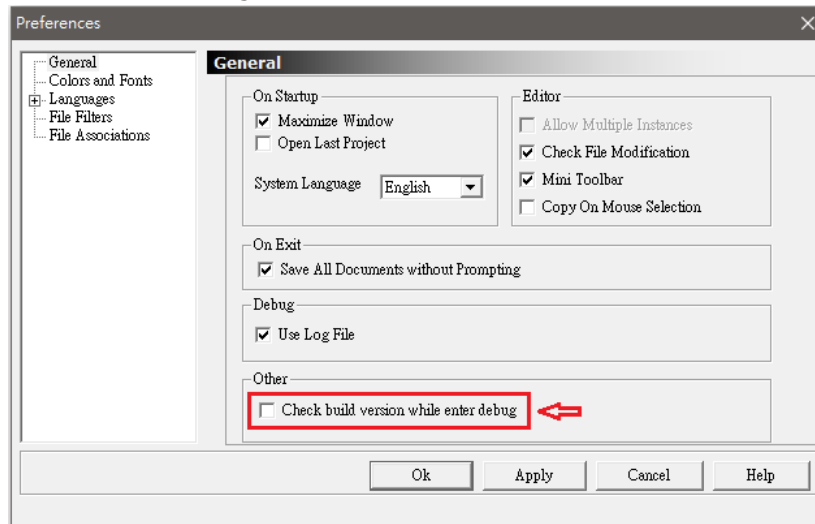 Preferences
General
Colors and Fonts
Languages
File Filters
File Associations
General
On Startup
Maximize Window
Open Last Project
System Language English
Editor
Allow Multiple Instances
Check File Modification
Mini Toolbar
Copy On Mouse Selection
On Exit
Save All Documents without Prompting
Debug
Use Log File
Other
Check build version while enter debug
Ok Apply Cancel Help